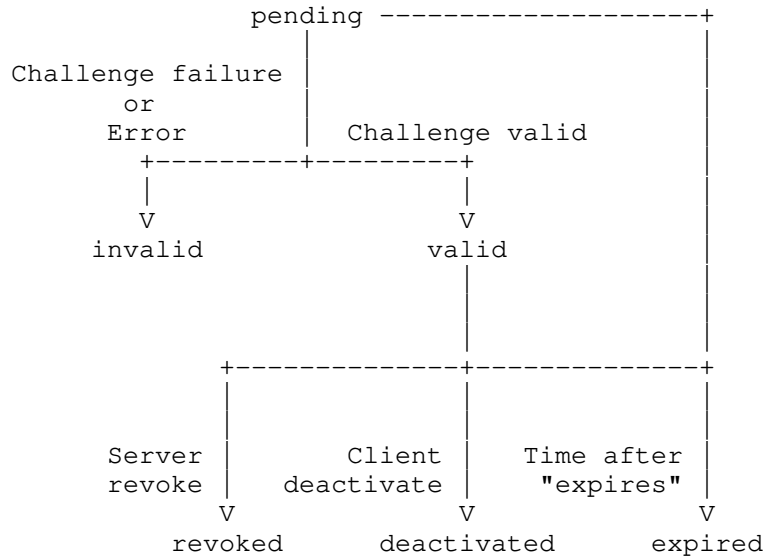 pending --------------------+
Challenge failure
or
Error Challenge valid
+---------+---------+
V V
invalid valid
+--------------+--------------+
Server Client Time after
revoke deactivate "expires"
V V V
revoked deactivated expired